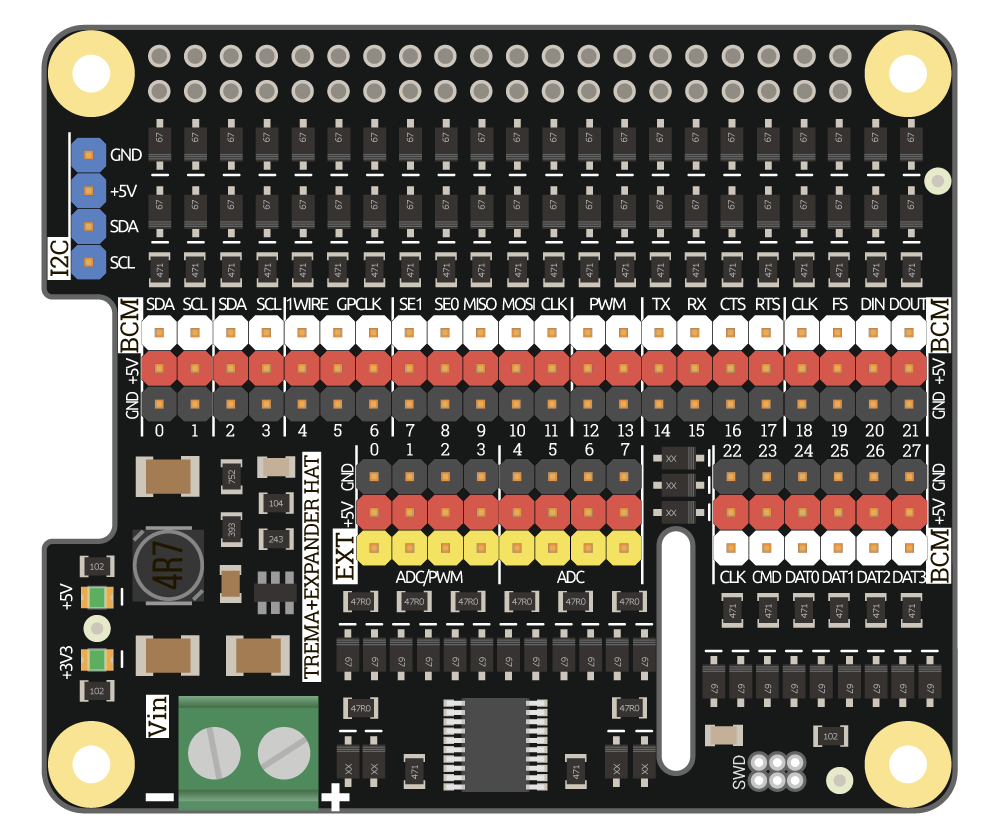 67 67 67 67 67 67 67 67 67 67 67 67 67 67 67 67 67 67 67 67 67 67
GND
+5V
SDA
SCL
I2C
67 67 67 67 67 67 67 67 67 67 67 67 67 67 67 67 67 67 67 67 67 67
471 471 471 471 471 471 471 471 471 471 471 471 471 471 471 471 471 471 471 471 471 471
BCM SDA SCL SDA SCL 1WIRE GPCLK SE1 SE0 MISO MOSI CLK PWM TX RX CTS RTS CLK FS DIN DOUT BCM
+5V +5V
GND GND
0 1 2 3 4 5 6 7 8 9 10 11 12 13 14 15 16 17 18 19 20 21
0 1 2 3 4 5 6 7 22 23 24 25 26 27
GND GND
+5V +5V
EXT BCM
ADC/PWM ADC CLK CMD DAT0 DAT1 DAT2 DAT3
XX
XX
XX
752 104
393 243
4R7
TREMA+EXPANDER HAT
102
+5V
+3V3
102
47R0 47R0 47R0 47R0 47R0 47R0
471 471 471 471 471 471
67 67 67 67 67 67 67 67 67 67 67 67
67 67 67 67 67 67 67 67 67
47R0 47R0
XX XX 471 471 XX XX
102
SWD
Vin
− +